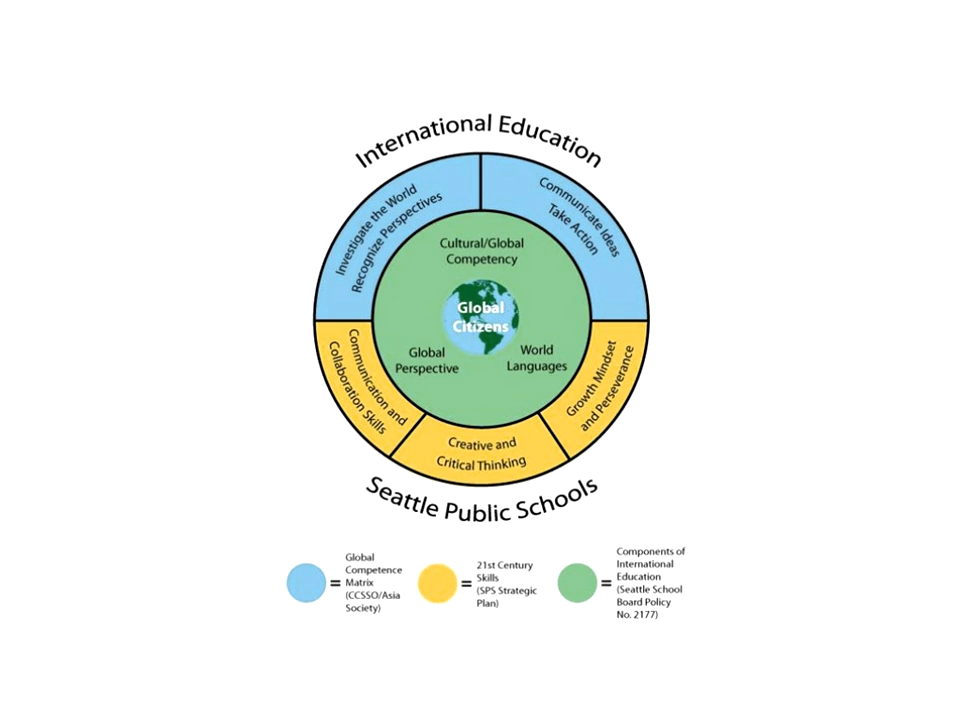 International Education
Investigate the World
Recognize Perspectives
Communicate Ideas
Take Action
Cultural/Global
Competency
Global
Citizens
Global
Perspective
World
Languages
Communication and
Collaboration Skills
Creative and
Critical Thinking
Growth Mindset
and Perseverance
Seattle Public Schools
=
Global
Competence
Matrix
(CCSSO/Asia
Society)
=
21st Century
Skills
(SPS Strategic
Plan)
=
Components of
International
Education
(Seattle School
Board Policy
No. 2177)